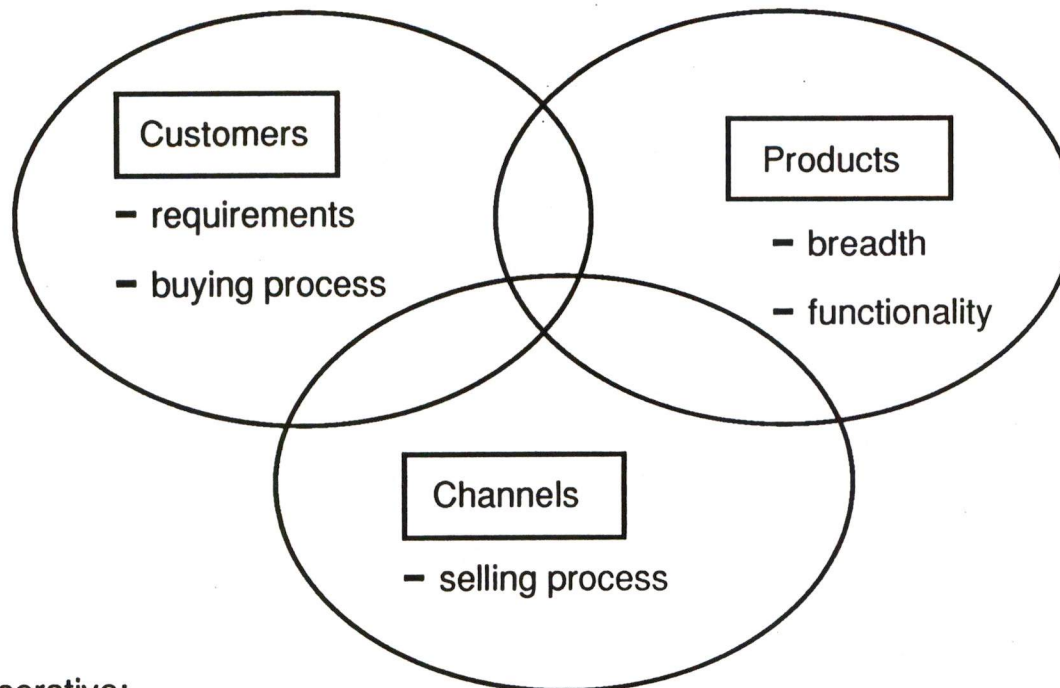 Customers
– requirements
– buying process
Products
– breadth
– functionality
Channels
– selling process